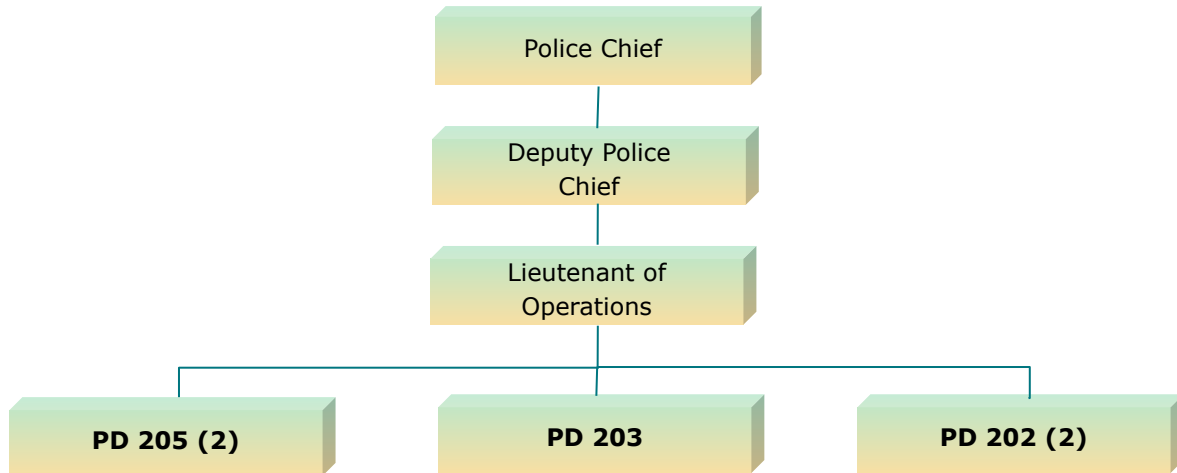 Police Chief
Deputy Police
Chief
Lieutenant of
Operations
PD 205 (2)
PD 203
PD 202 (2)